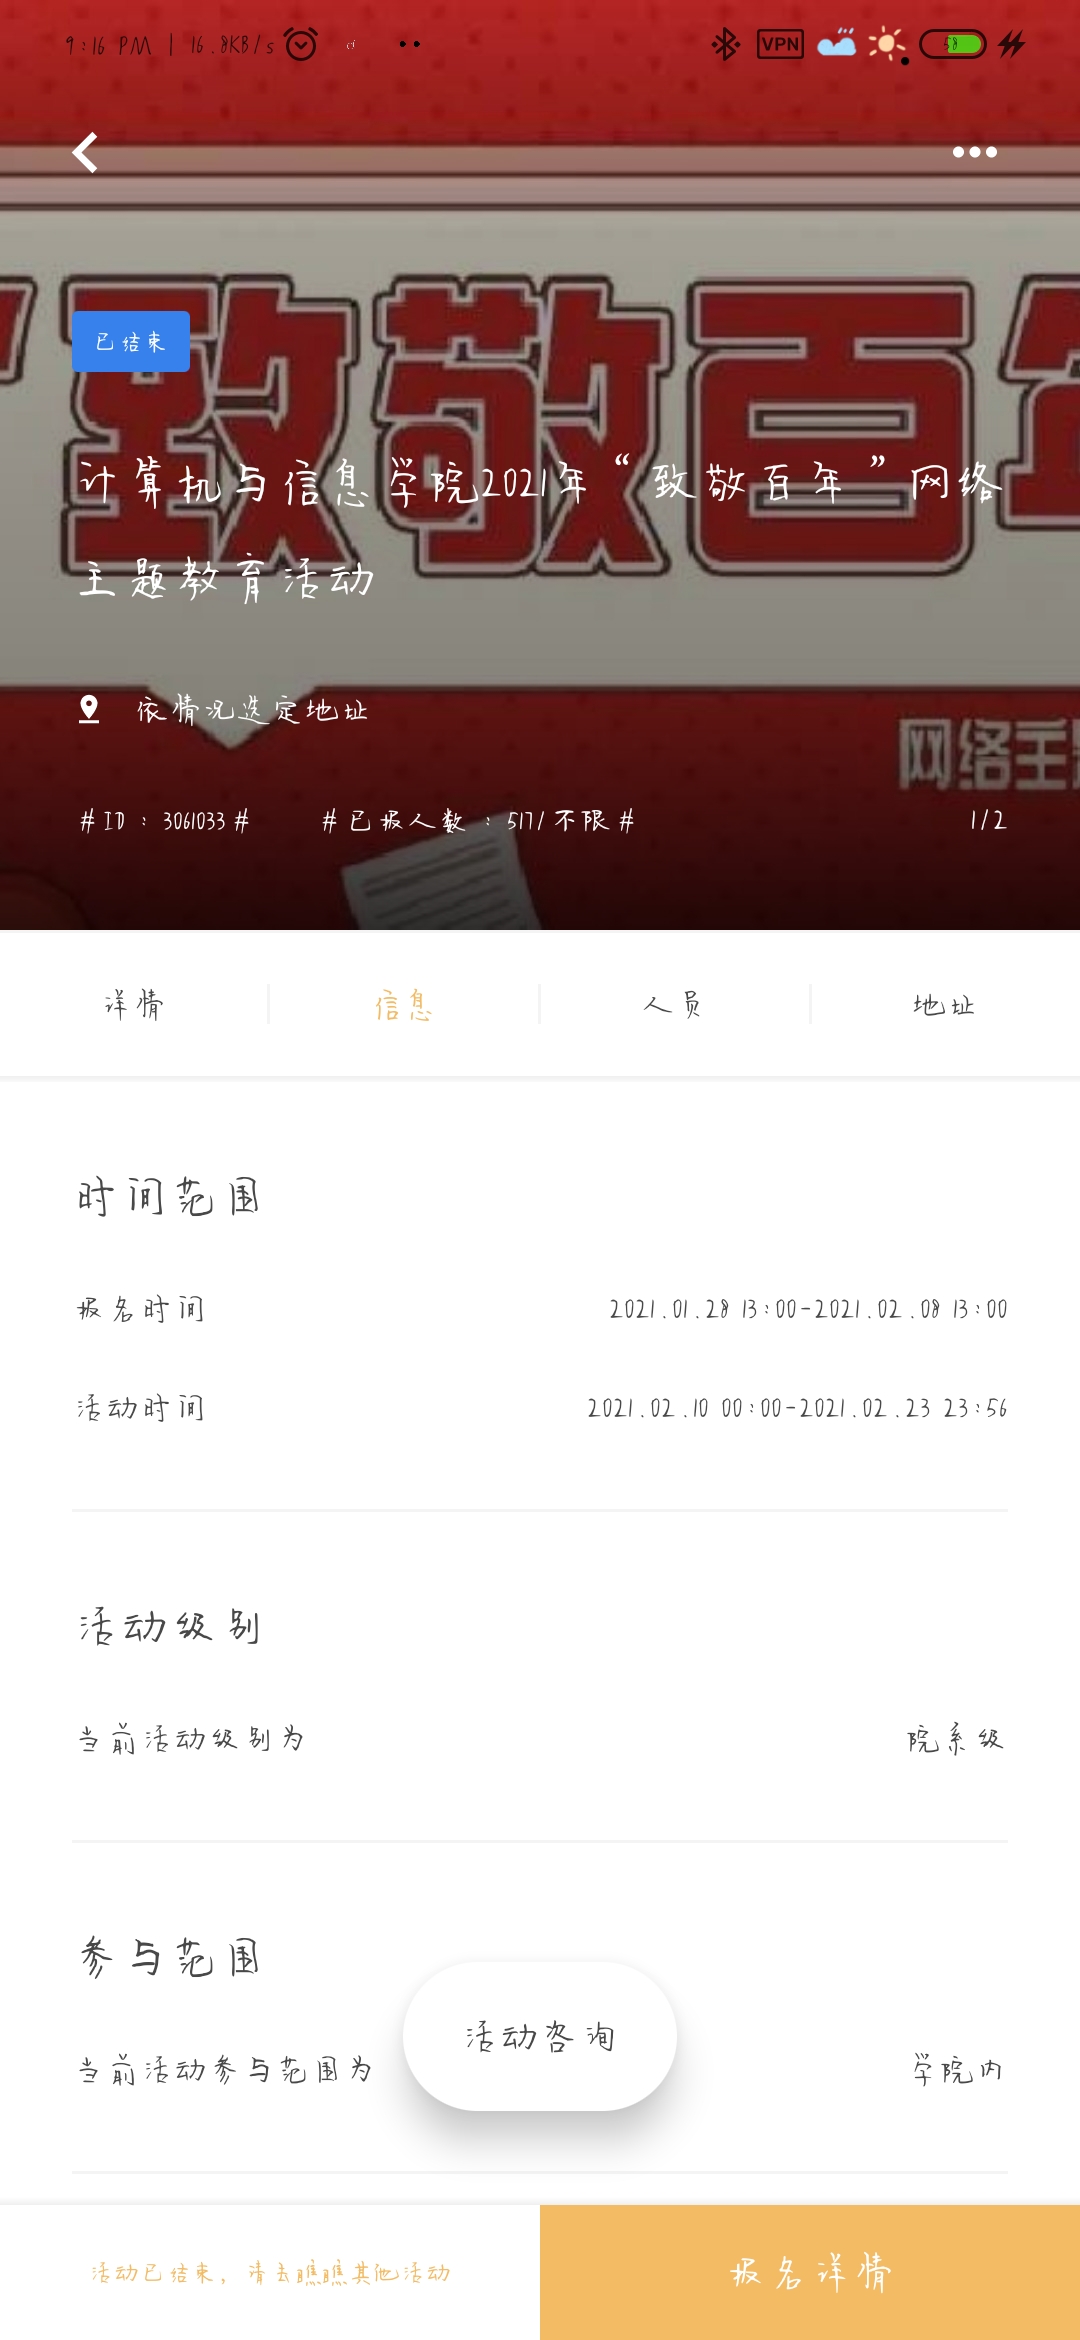 9:16 PM | 16.8KB/s
VPN
58
致敬百年
已结束
计算机与信息学院2021年“致敬百年”网络
主题教育活动
依情况选定地址
网络主题
#ID：3061033#
#已报人数：517/不限#
1/2
详情
信息
人员
地址
时间范围
报名时间
2021.01.28 13:00-2021.02.08 13:00
活动时间
2021.02.10 00:00-2021.02.23 23:56
活动级别
当前活动级别为
院系级
参与范围
当前活动参与范围为
学院内
活动咨询
活动已结束，请去瞧瞧其他活动
报名详情